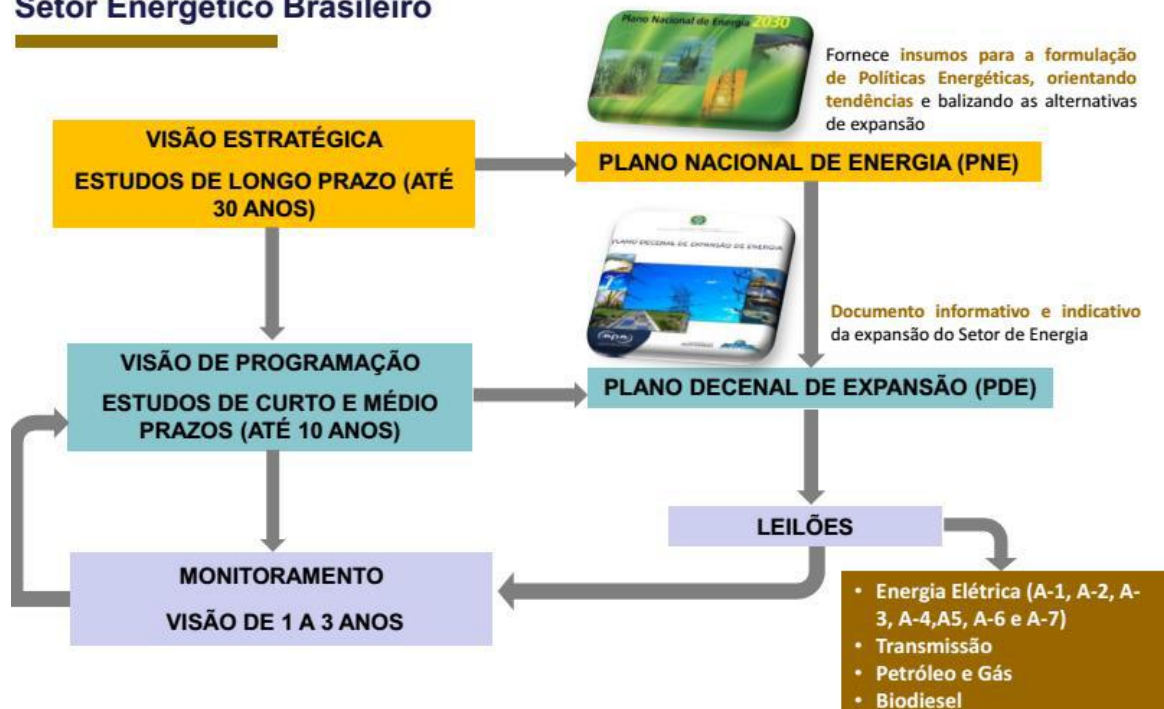 Setor Energético Brasileiro
Plano Nacional de Energia 2030
Fornece insumos para a formulação
de Políticas Energéticas, orientando
tendências e balizando as alternativas
de expansão
VISÃO ESTRATÉGICA
ESTUDOS DE LONGO PRAZO (ATÉ
30 ANOS)
PLANO NACIONAL DE ENERGIA (PNE)
PLANO DECENAL DE EXPANSÃO DE ENERGIA
Documento informativo e indicativo
da expansão do Setor de Energia
VISÃO DE PROGRAMAÇÃO
ESTUDOS DE CURTO E MÉDIO
PRAZOS (ATÉ 10 ANOS)
PLANO DECENAL DE EXPANSÃO (PDE)
LEILÕES
MONITORAMENTO
VISÃO DE 1 A 3 ANOS
• Energia Elétrica (A-1, A-2, A-
3, A-4,A5, A-6 e A-7)
• Transmissão
• Petróleo e Gás
• Biodiesel